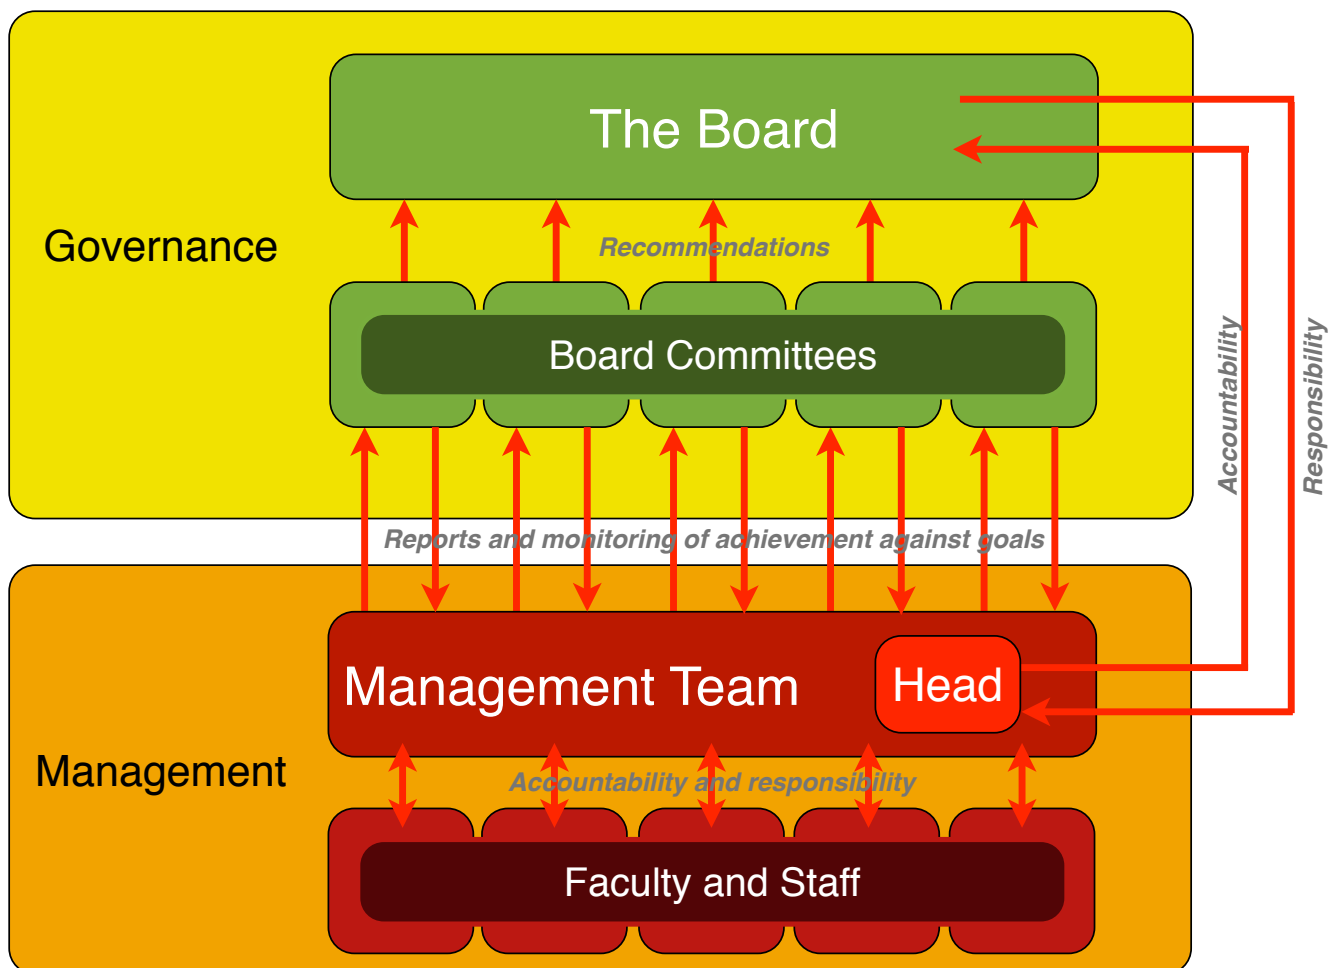 The Board
Governance
Recommendations
Board Committees
Accountability
Responsibility
Reports and monitoring of achievement against goals
Management Team
Head
Management
Accountability and responsibility
Faculty and Staff